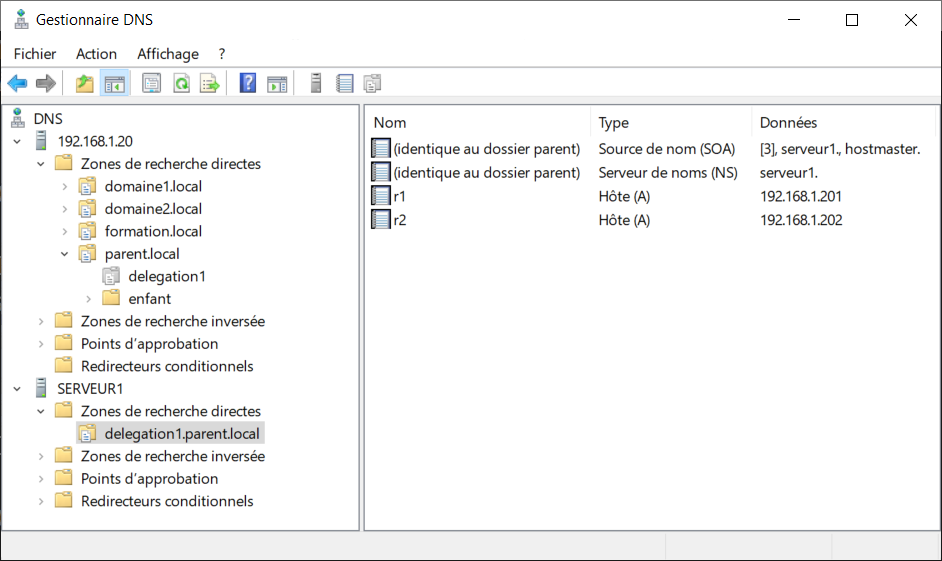 Gestionnaire DNS
Fichier Action Affichage ?
DNS
192.168.1.20
Zones de recherche directes
domaine1.local
domaine2.local
formation.local
parent.local
delegation1
enfant
Zones de recherche inversée
Points d’approbation
Redirecteurs conditionnels
SERVEUR1
Zones de recherche directes
delegation1.parent.local
Zones de recherche inversée
Points d’approbation
Redirecteurs conditionnels
Nom Type Données
(identique au dossier parent) Source de nom (SOA) [3], serveur1., hostmaster.
(identique au dossier parent) Serveur de noms (NS) serveur1.
r1 Hôte (A) 192.168.1.201
r2 Hôte (A) 192.168.1.202